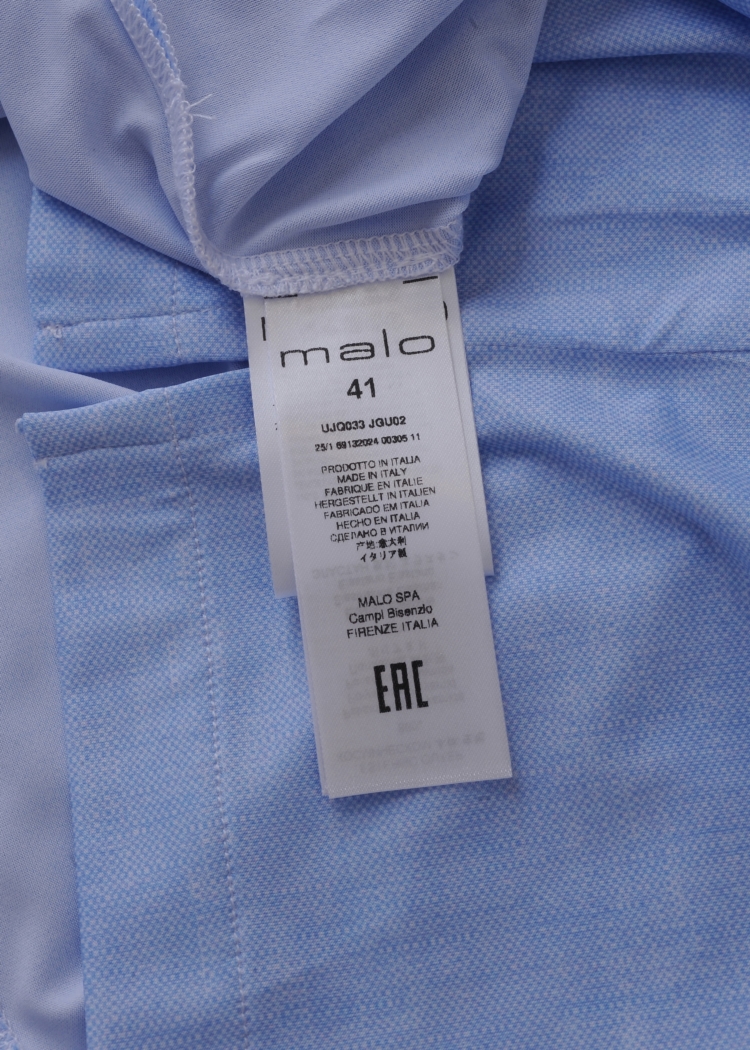 malo
41
UJQ033 JGU02
25/1 69132024 00305 11
PRODOTTO IN ITALIA
MADE IN ITALY
FABRIQUE EN ITALIE
HERGESTELLT IN ITALIEN
FABRICADO EM ITALIA
HECHO EN ITALIA
СДЕЛАНО В ИТАЛИИ
产地:意大利
イタリア製
MALO SPA
Campi Bisenzio
FIRENZE ITALIA
EAC